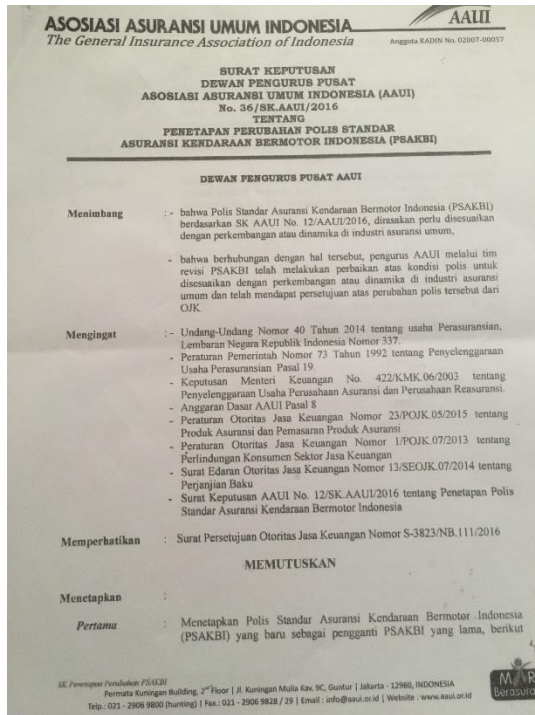 ASOSIASI ASURANSI UMUM INDONESIA
The General Insurance Association of Indonesia
AAUI
Anggota KADIN No. 02007-00057
SURAT KEPUTUSAN
DEWAN PENGURUS PUSAT
ASOSIASI ASURANSI UMUM INDONESIA (AAUI)
No. 36/SK.AAUI/2016
TENTANG
PENETAPAN PERUBAHAN POLIS STANDAR
ASURANSI KENDARAAN BERMOTOR INDONESIA (PSAKBI)
DEWAN PENGURUS PUSAT AAUI
Menimbang : - bahwa Polis Standar Asuransi Kendaraan Bermotor Indonesia (PSAKBI)
berdasarkan SK AAUI No. 12/AAUI/2016, dirasakan perlu disesuaikan
dengan perkembangan atau dinamika di industri asuransi umum,
- bahwa berhubungan dengan hal tersebut, pengurus AAUI melalui tim
revisi PSAKBI telah melakukan perbaikan atas kondisi polis untuk
disesuaikan dengan perkembangan atau dinamika di industri asuransi
umum dan telah mendapat persetujuan atas perubahan polis tersebut dari
OJK
Mengingat : - Undang-Undang Nomor 40 Tahun 2014 tentang usaha Perasuransian,
Lembaran Negara Republik Indonesia Nomor 337.
- Peraturan Pemerintah Nomor 73 Tahun 1992 tentang Penyelenggaraan
Usaha Perasuransian Pasal 19.
- Keputusan Menteri Keuangan No. 422/KMK.06/2003 tentang
Penyelenggaraan Usaha Perusahaan Asuransi dan Perusahaan Reasuransi.
- Anggaran Dasar AAUI Pasal 8
- Peraturan Otoritas Jasa Keuangan Nomor 23/POJK.05/2015 tentang
Produk Asuransi dan Pemasaran Produk Asuransi
- Peraturan Otoritas Jasa Keuangan Nomor 1/POJK.07/2013 tentang
Perlindungan Konsumen Sektor Jasa Keuangan
- Surat Edaran Otoritas Jasa Keuangan Nomor 13/SEOJK.07/2014 tentang
Perjanjian Baku
- Surat Keputusan AAUI No. 12/SK.AAUI/2016 tentang Penetapan Polis
Standar Asuransi Kendaraan Bermotor Indonesia
Memperhatikan : Surat Persetujuan Otoritas Jasa Keuangan Nomor S-3823/NB.111/2016
MEMUTUSKAN
Menetapkan :
Pertama : Menetapkan Polis Standar Asuransi Kendaraan Bermotor Indonesia
(PSAKBI) yang baru sebagai pengganti PSAKBI yang lama, berikut
SK Penetapan Perubahan PSAKBI
Permata Kuningan Building, 2nd Floor | Jl. Kuningan Mulia Kav. 9C, Guntur | Jakarta - 12960, INDONESIA
Telp.: 021 - 2906 9800 (hunting) | Fax.: 021 - 2906 9828 / 29 | Email : info@aaui.or.id | Website : www.aaui.or.id